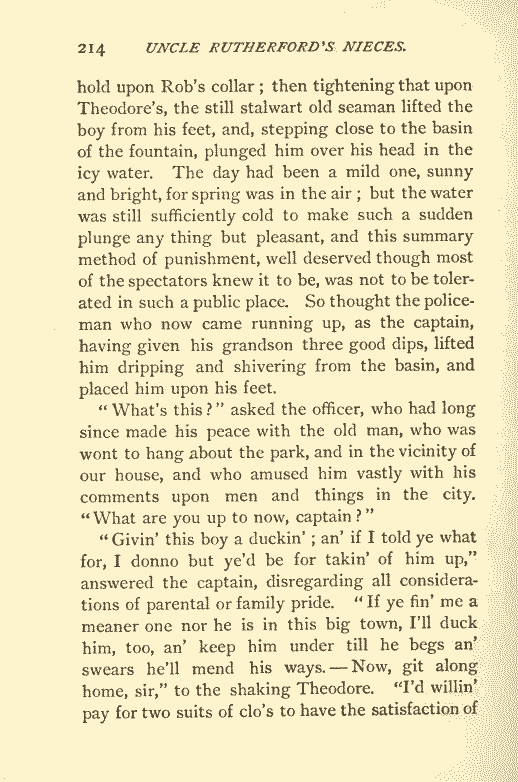 214 UNCLE RUTHERFORD'S NIECES.
hold upon Rob's collar ; then tightening that upon
Theodore's, the still stalwart old seaman lifted the
boy from his feet, and, stepping close to the basin
of the fountain, plunged him over his head in the
icy water. The day had been a mild one, sunny
and bright, for spring was in the air ; but the water
was still sufficiently cold to make such a sudden
plunge any thing but pleasant, and this summary
method of punishment, well deserved though most
of the spectators knew it to be, was not to be toler-
ated in such a public place. So thought the police-
man who now came running up, as the captain,
having given his grandson three good dips, lifted
him dripping and shivering from the basin, and
placed him upon his feet.
“ What's this ? ” asked the officer, who had long
since made his peace with the old man, who was
wont to hang about the park, and in the vicinity of
our house, and who amused him vastly with his
comments upon men and things in the city.
“ What are you up to now, captain ? ”
“ Givin' this boy a duckin' ; an' if I told ye what
for, I donno but ye'd be for takin' of him up,”
answered the captain, disregarding all considera-
tions of parental or family pride. “ If ye fin' me a
meaner one nor he is in this big town, I'll duck
him, too, an' keep him under till he begs an'
swears he'll mend his ways. — Now, git along
home, sir,” to the shaking Theodore. “I'd willin'
pay for two suits of clo's to have the satisfaction of